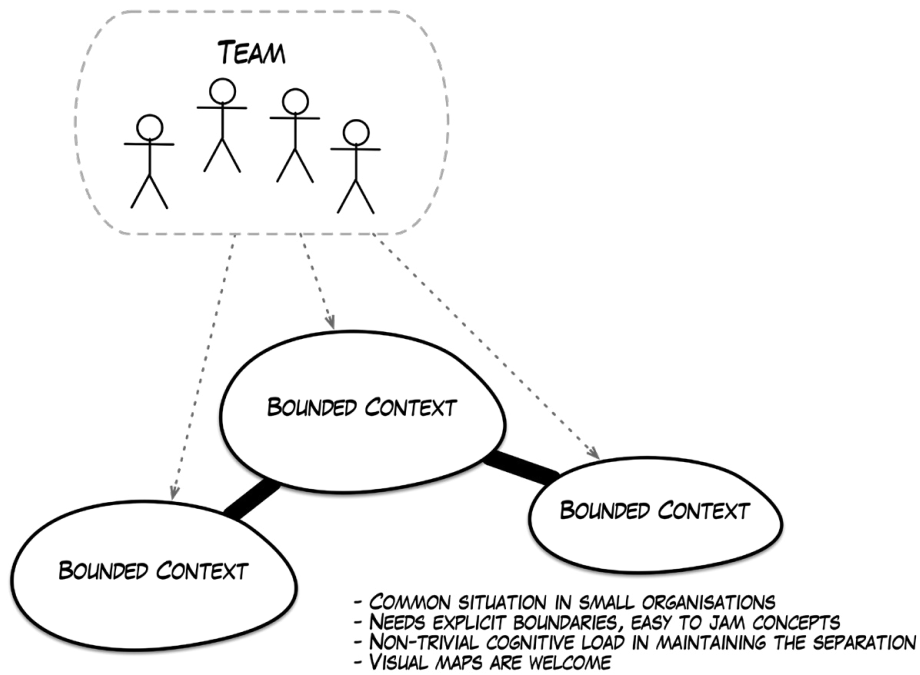 TEAM
BOUNDED CONTEXT
BOUNDED CONTEXT
BOUNDED CONTEXT
- COMMON SITUATION IN SMALL ORGANISATIONS
- NEEDS EXPLICIT BOUNDARIES, EASY TO JAM CONCEPTS
- NON-TRIVIAL COGNITIVE LOAD IN MAINTAINING THE SEPARATION
- VISUAL MAPS ARE WELCOME